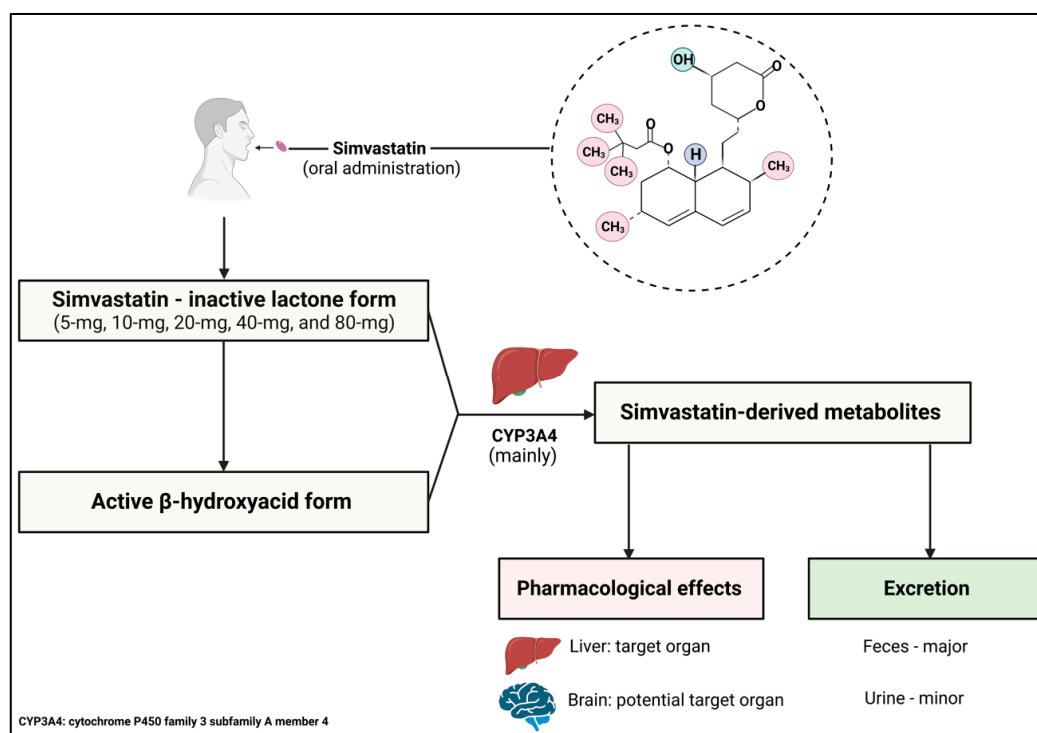 OH
O
O
CH₃
O
CH₃
O
H
CH₃
CH₃
CH₃
Simvastatin
(oral administration)
Simvastatin - inactive lactone form
(5-mg, 10-mg, 20-mg, 40-mg, and 80-mg)
CYP3A4
(mainly)
Simvastatin-derived metabolites
Active β-hydroxyacid form
Pharmacological effects
Excretion
Liver: target organ
Feces - major
Brain: potential target organ
Urine - minor
CYP3A4: cytochrome P450 family 3 subfamily A member 4